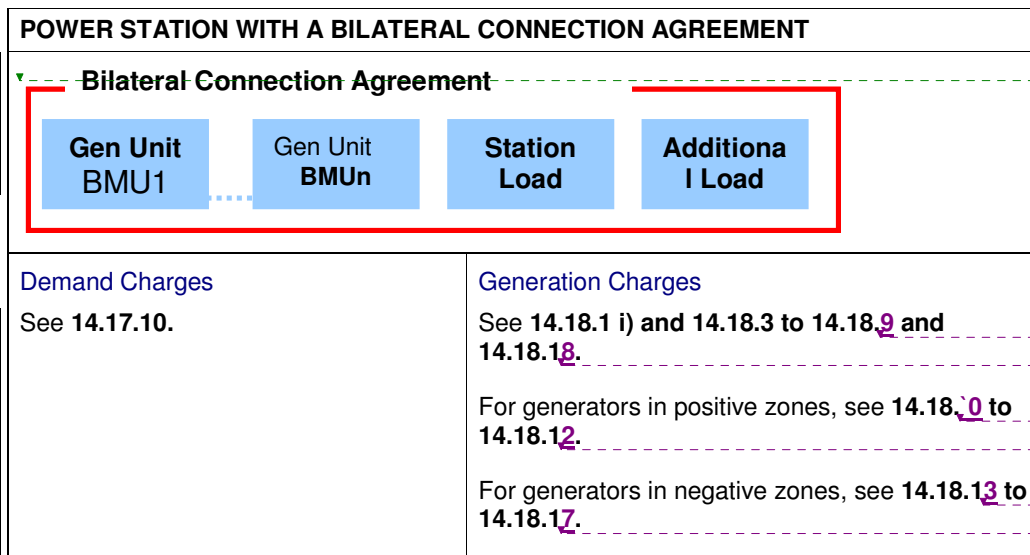 POWER STATION WITH A BILATERAL CONNECTION AGREEMENT
Bilateral Connection Agreement
Gen Unit
BMU1
Gen Unit
BMUn
Station
Load
Additiona
l Load
Demand Charges
See 14.17.10.
Generation Charges
See 14.18.1 i) and 14.18.3 to 14.18.9 and
14.18.18.
For generators in positive zones, see 14.18.`0 to
14.18.12.
For generators in negative zones, see 14.18.13 to
14.18.17.